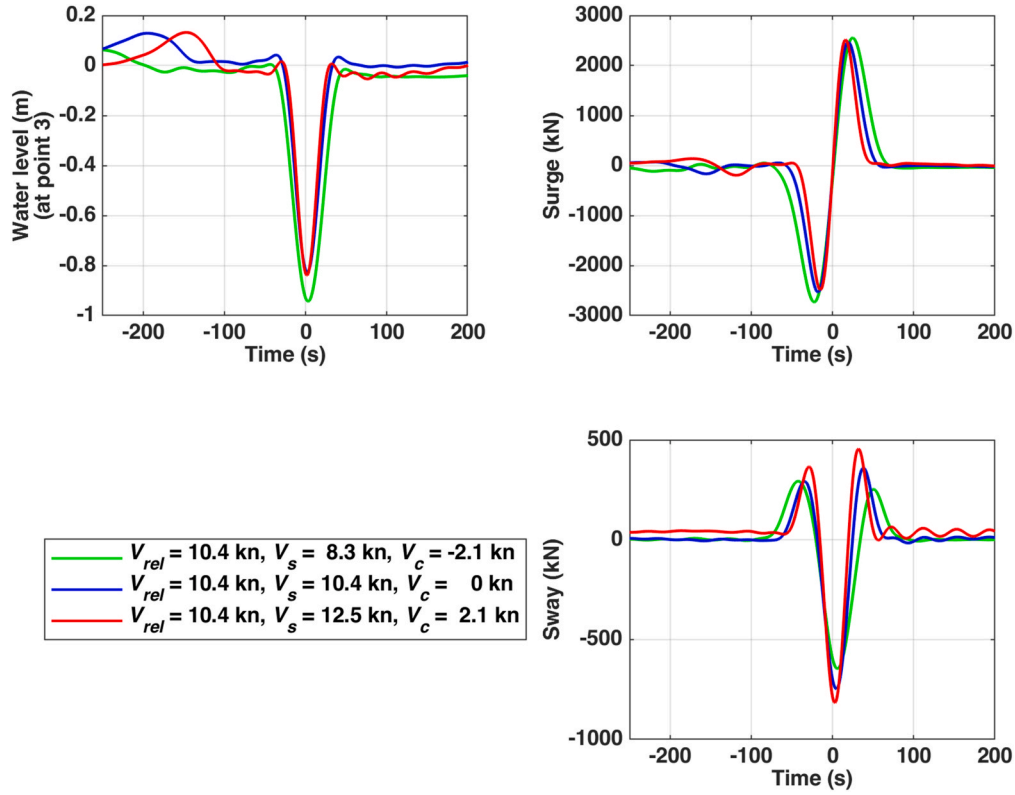 0.2
0
-0.2
-0.4
-0.6
-0.8
-1
Water level (m)
(at point 3)
-200 -100 0 100 200
Time (s)
3000
2000
1000
0
-1000
-2000
-3000
Surge (kN)
-200 -100 0 100 200
Time (s)
V_rel = 10.4 kn, V_s = 8.3 kn, V_c = -2.1 kn
V_rel = 10.4 kn, V_s = 10.4 kn, V_c = 0 kn
V_rel = 10.4 kn, V_s = 12.5 kn, V_c = 2.1 kn
500
0
-500
-1000
Sway (kN)
-200 -100 0 100 200
Time (s)